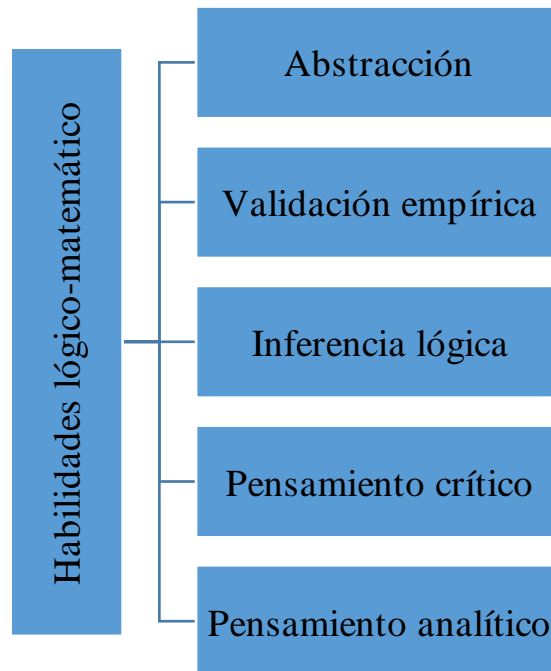 Habilidades lógico-matemático
Abstracción
Validación empírica
Inferencia lógica
Pensamiento crítico
Pensamiento analítico